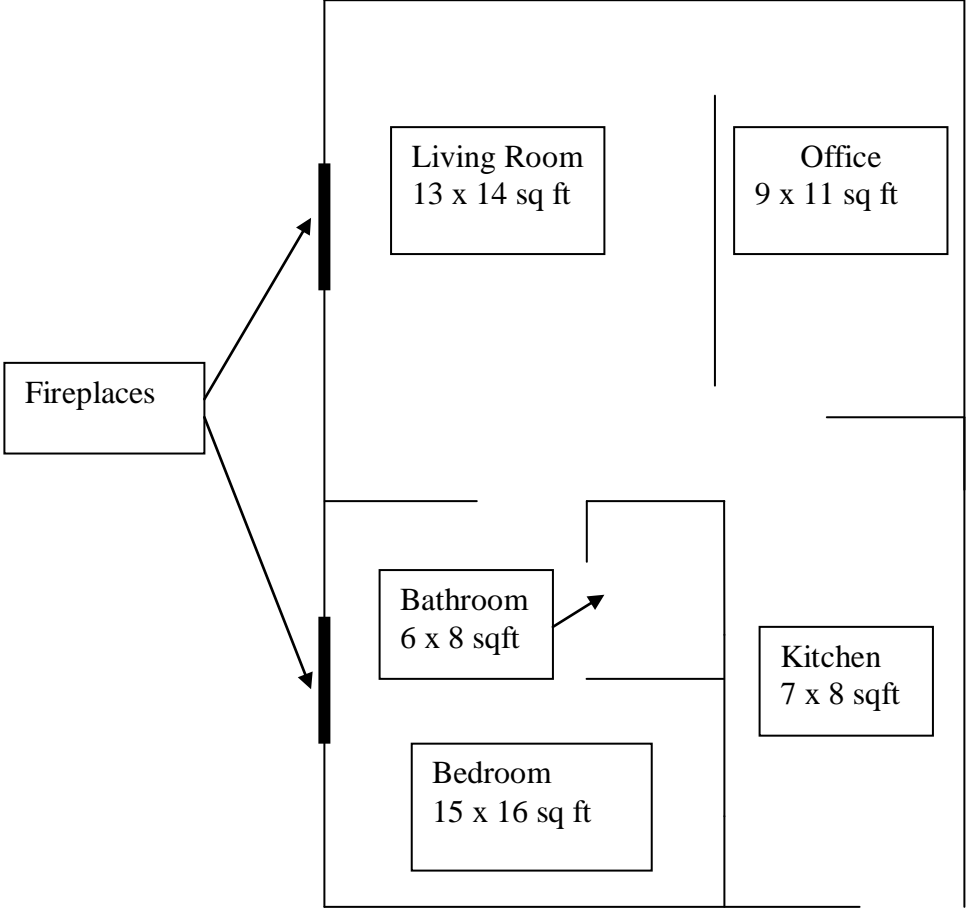 Living Room
13 x 14 sq ft
Office
9 x 11 sq ft
Fireplaces
Bathroom
6 x 8 sqft
Kitchen
7 x 8 sqft
Bedroom
15 x 16 sq ft